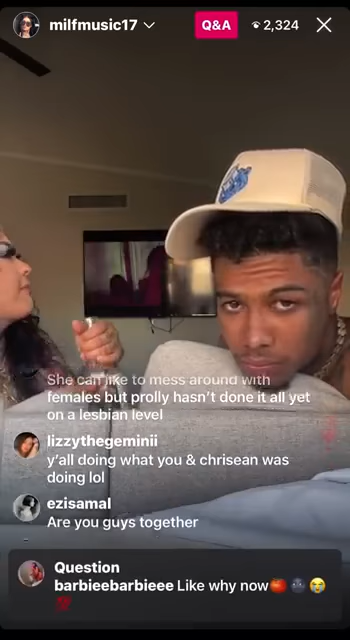 milfmusic17
Q&A
2,324
She can like to mess around with
females but prolly hasn't done it all yet
on a lesbian level
lizzythegeminii
y'all doing what you & chrisean was
doing lol
ezisamal
Are you guys together
Question
barbieebarbieee Like why now🍅🌚😭
💯